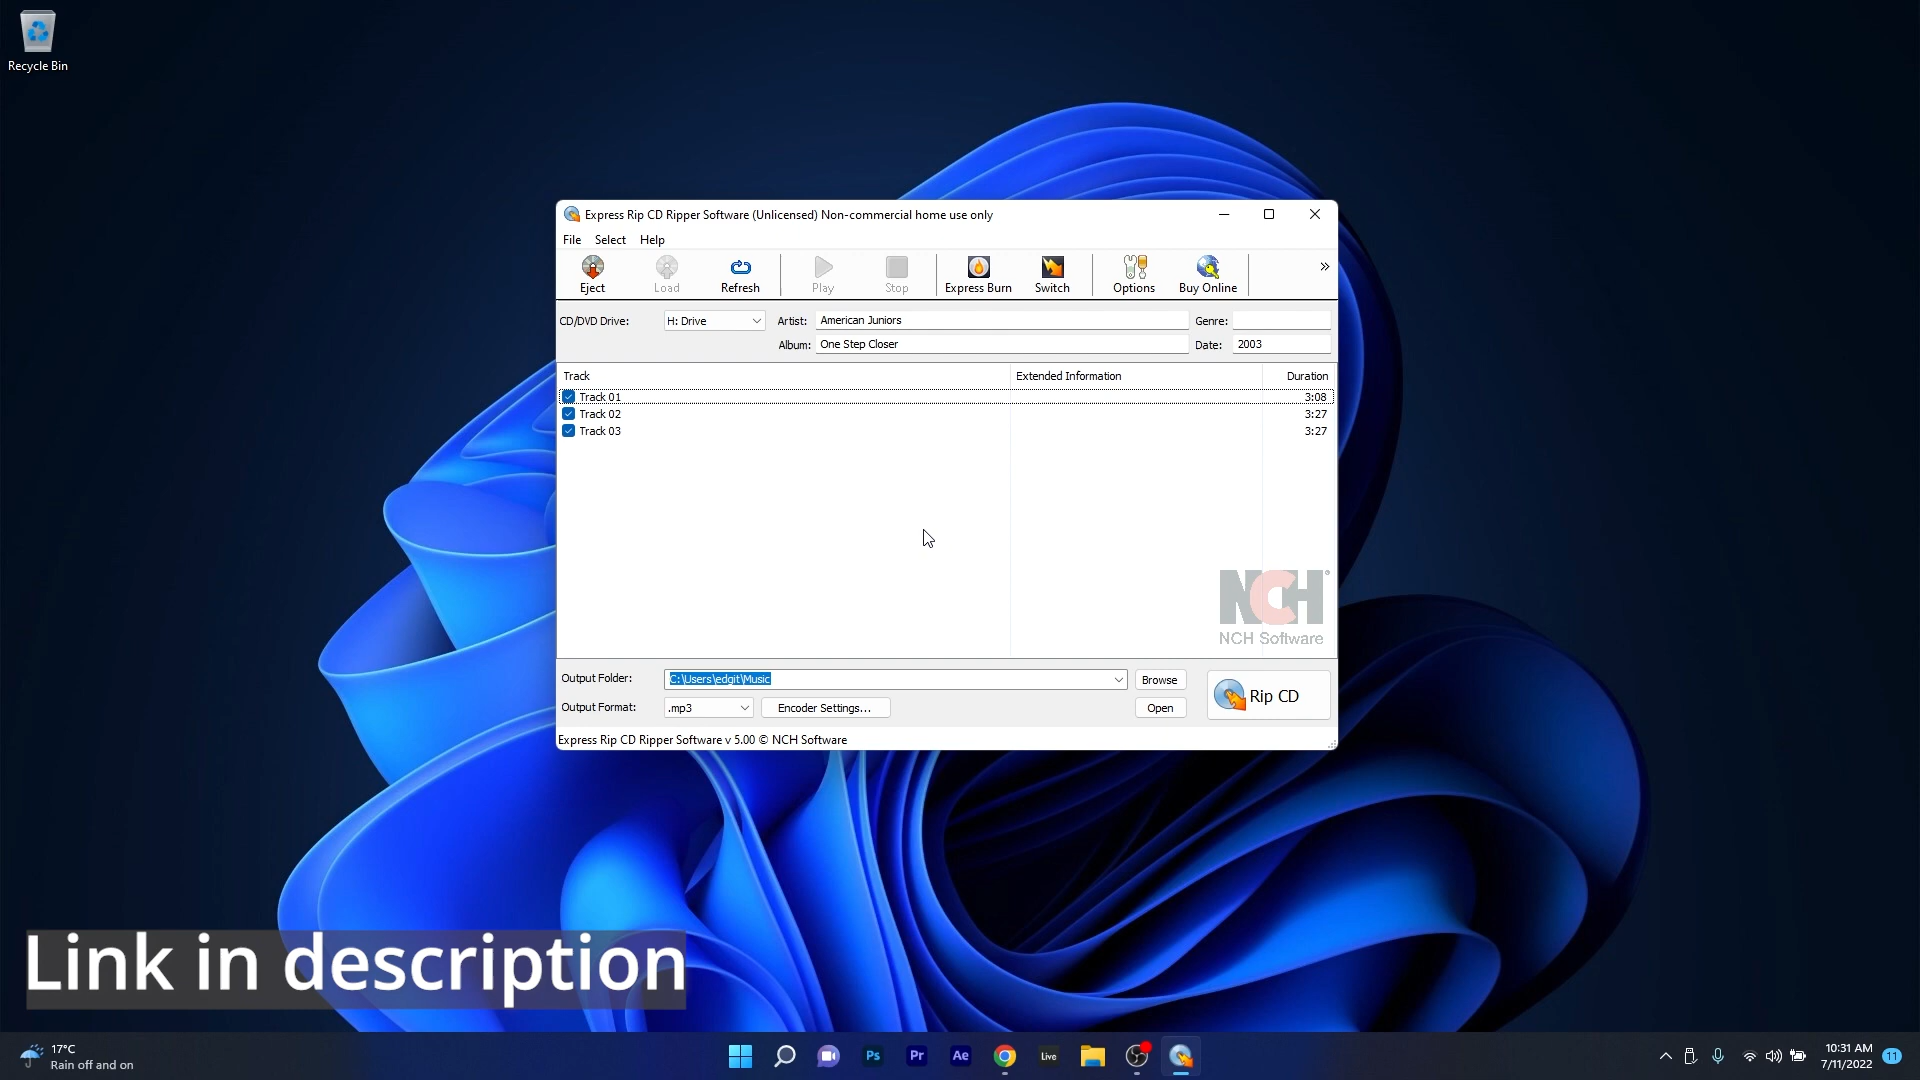 Recycle Bin
Express Rip CD Ripper Software (Unlicensed) Non-commercial home use only
File Select Help
Eject Load Refresh Play Stop Express Burn Switch Options Buy Online
CD/DVD Drive: H: Drive Artist: American Juniors Genre:
Album: One Step Closer Date: 2003
Track Extended Information Duration
Track 01 3:08
Track 02 3:27
Track 03 3:27
NCH®
NCH Software
Output Folder: C:\Users\edgit\Music Browse
Rip CD
Output Format: .mp3 Encoder Settings... Open
Express Rip CD Ripper Software v 5.00 © NCH Software
Link in description
17°C
Rain off and on
Ps Pr Ae Live
10:31 AM
7/11/2022
11